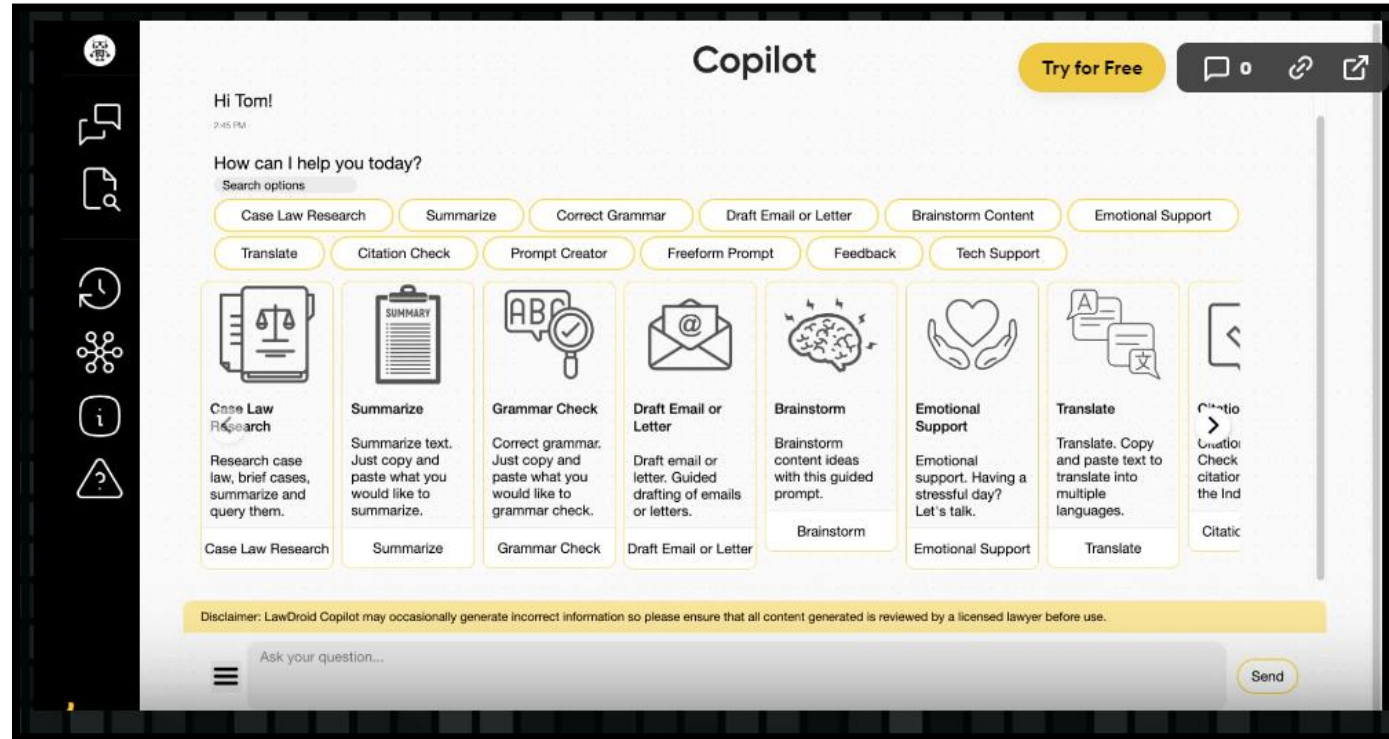 Copilot
Try for Free
0
Hi Tom!
2:45 PM
How can I help you today?
Search options
Case Law Research Summarize Correct Grammar Draft Email or Letter Brainstorm Content Emotional Support
Translate Citation Check Prompt Creator Freeform Prompt Feedback Tech Support
SUMMARY
ABC
@
A
文
Case Law
Research
Research case
law, brief cases,
summarize and
query them.
Case Law Research
Summarize
Summarize text.
Just copy and
paste what you
would like to
summarize.
Summarize
Grammar Check
Correct grammar.
Just copy and
paste what you
would like to
grammar check.
Grammar Check
Draft Email or
Letter
Draft email or
letter. Guided
drafting of emails
or letters.
Draft Email or Letter
Brainstorm
Brainstorm
content ideas
with this guided
prompt.
Brainstorm
Emotional
Support
Emotional
support. Having a
stressful day?
Let's talk.
Emotional Support
Translate
Translate. Copy
and paste text to
translate into
multiple
languages.
Translate
Check
the Ind
Disclaimer: LawDroid Copilot may occasionally generate incorrect information so please ensure that all content generated is reviewed by a licensed lawyer before use.
Ask your question...
Send